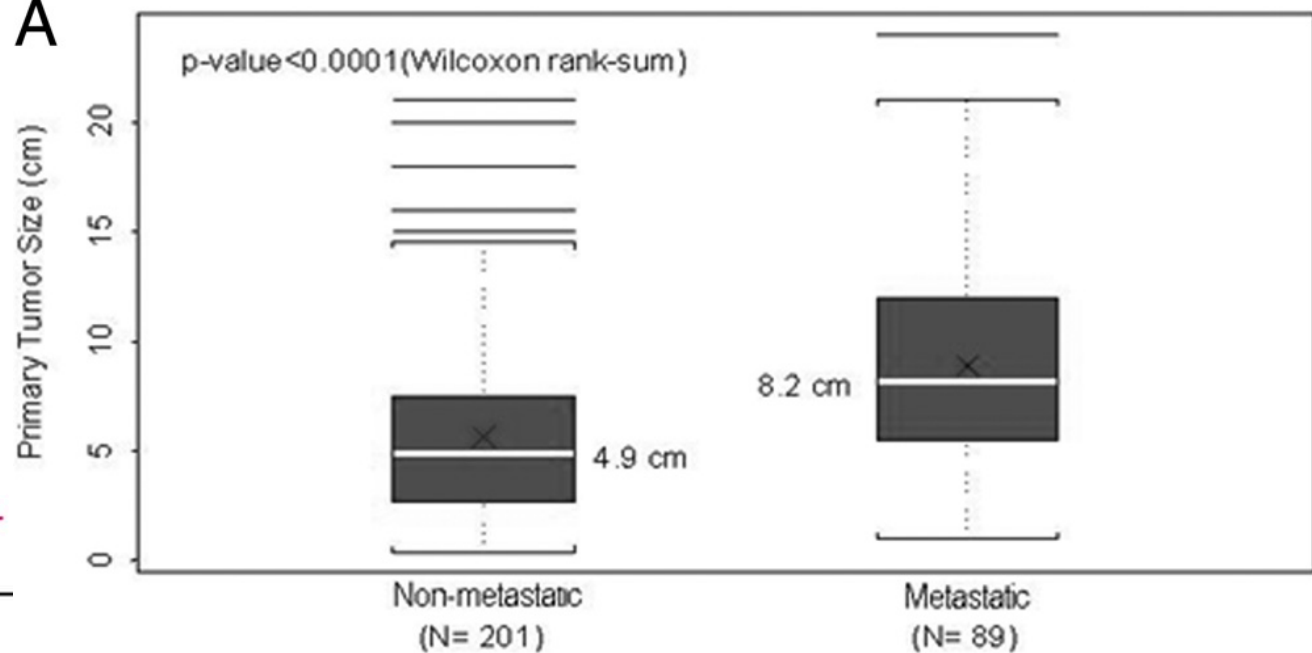 A
p-value<0.0001(Wilcoxon rank-sum)
Primary Tumor Size (cm)
20
15
10
5
0
8.2 cm
4.9 cm
Non-metastatic
(N= 201)
Metastatic
(N= 89)